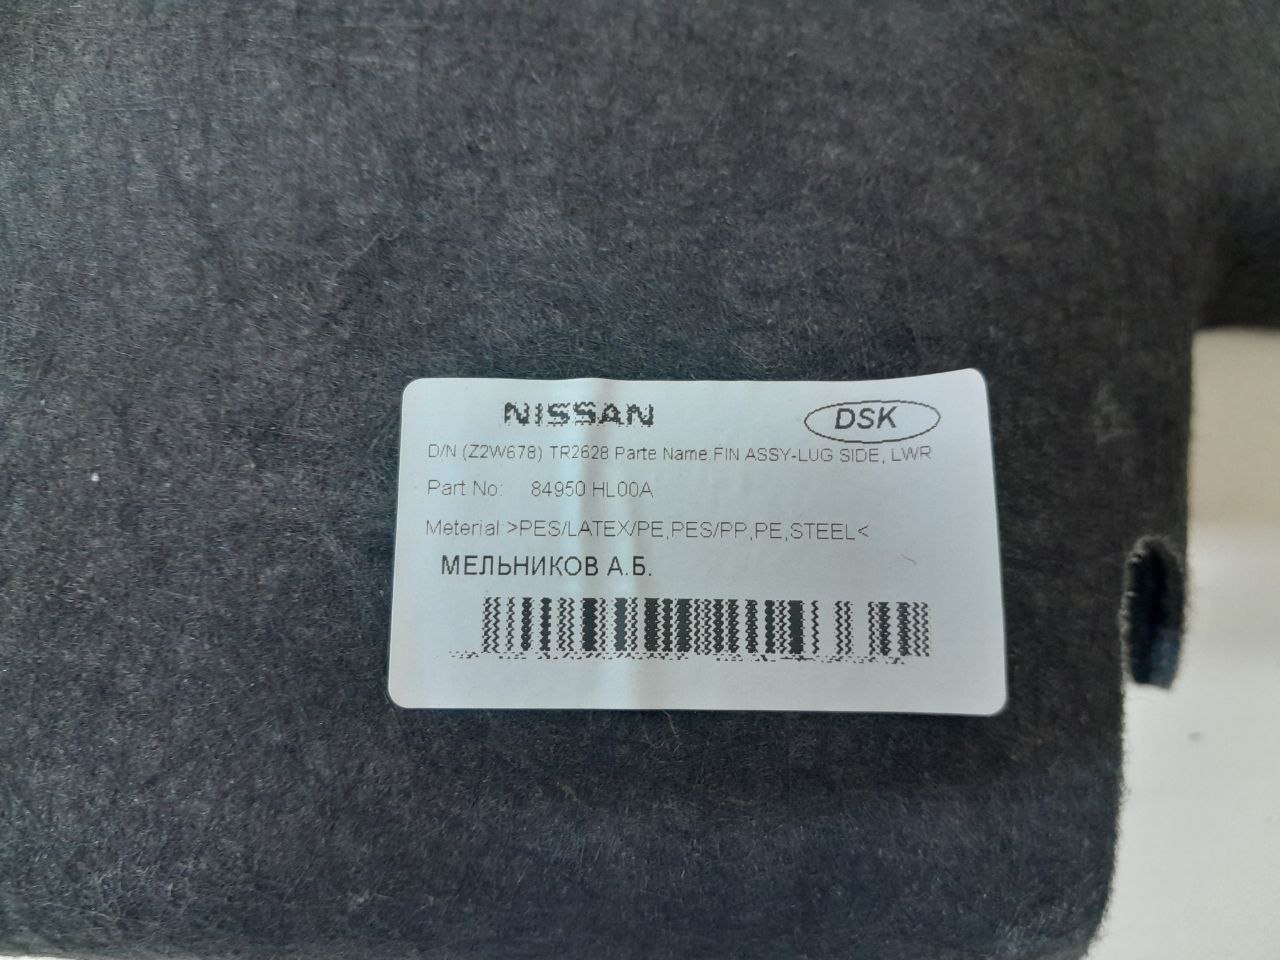 NISSAN DSK
D/N (Z2W678) TR2628 Parte Name:FIN ASSY-LUG SIDE, LWR
Part No: 84950 HL00A
Meterial >PES/LATEX/PE,PES/PP,PE,STEEL<
МЕЛЬНИКОВ А.Б.